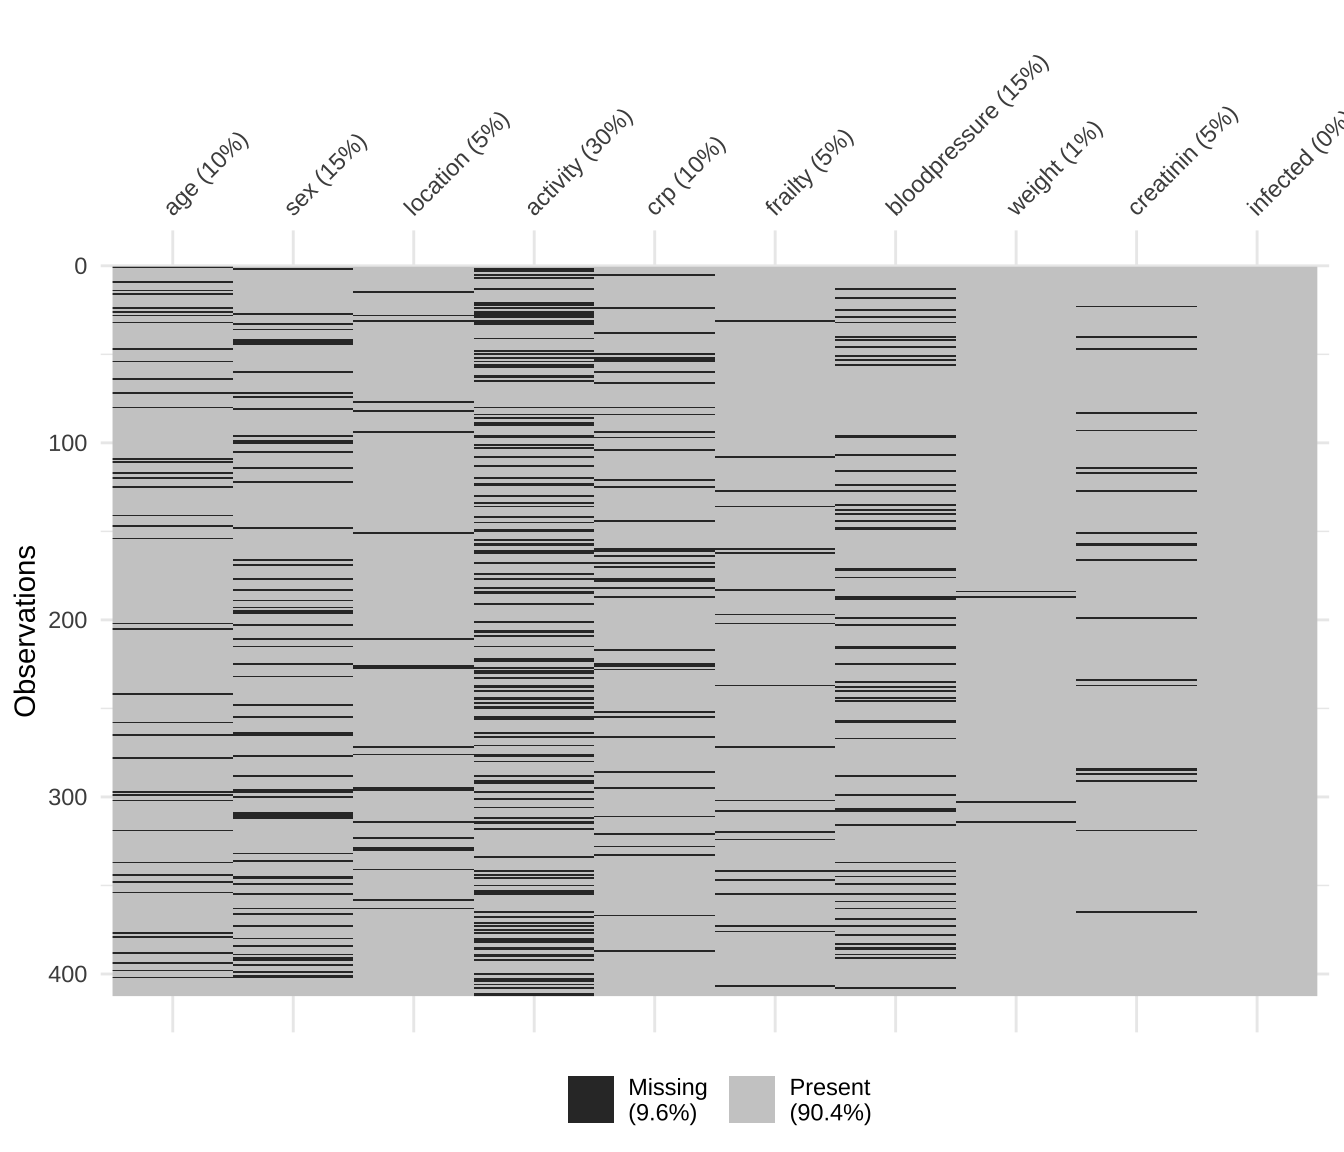 age (10%)
sex (15%)
location (5%)
activity (30%)
crp (10%)
frailty (5%)
bloodpressure (15%)
weight (1%)
creatinin (5%)
infected (0%
0
100
200
300
400
Observations
Missing
(9.6%)
Present
(90.4%)